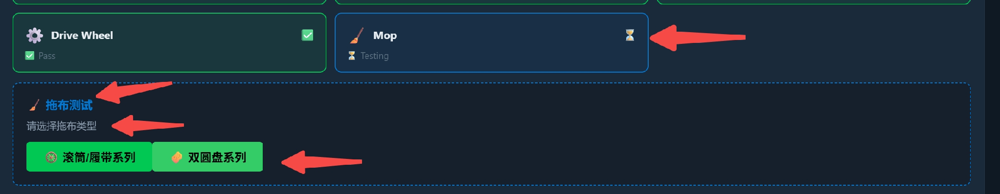 Drive Wheel
Pass
Mop
Testing
拖布测试
请选择拖布类型
滚筒/履带系列
双圆盘系列